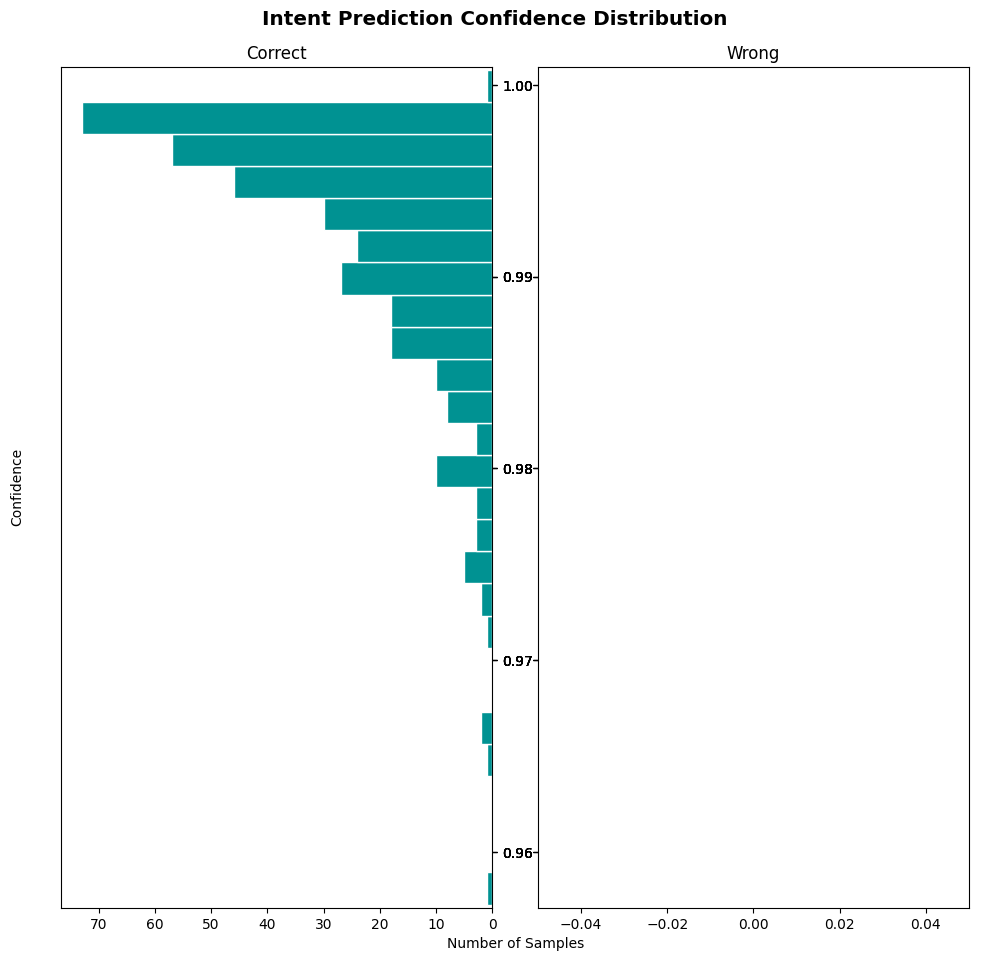 Intent Prediction Confidence Distribution
Correct
Wrong
1.00
0.99
0.98
0.97
0.96
Confidence
70 60 50 40 30 20 10 0
−0.04 −0.02 0.00 0.02 0.04
Number of Samples